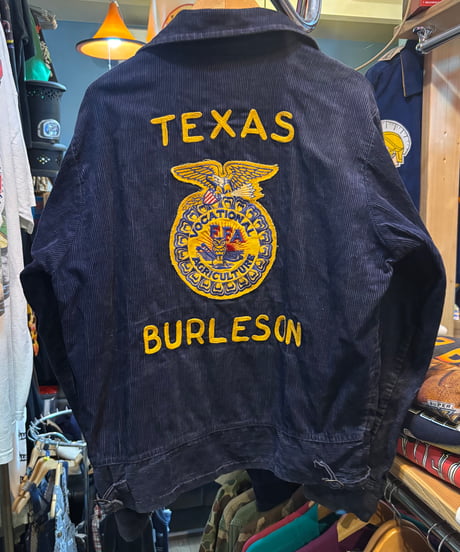 TEXAS
VOCATIONAL
F.F.A
AGRICULTURE
BURLESON